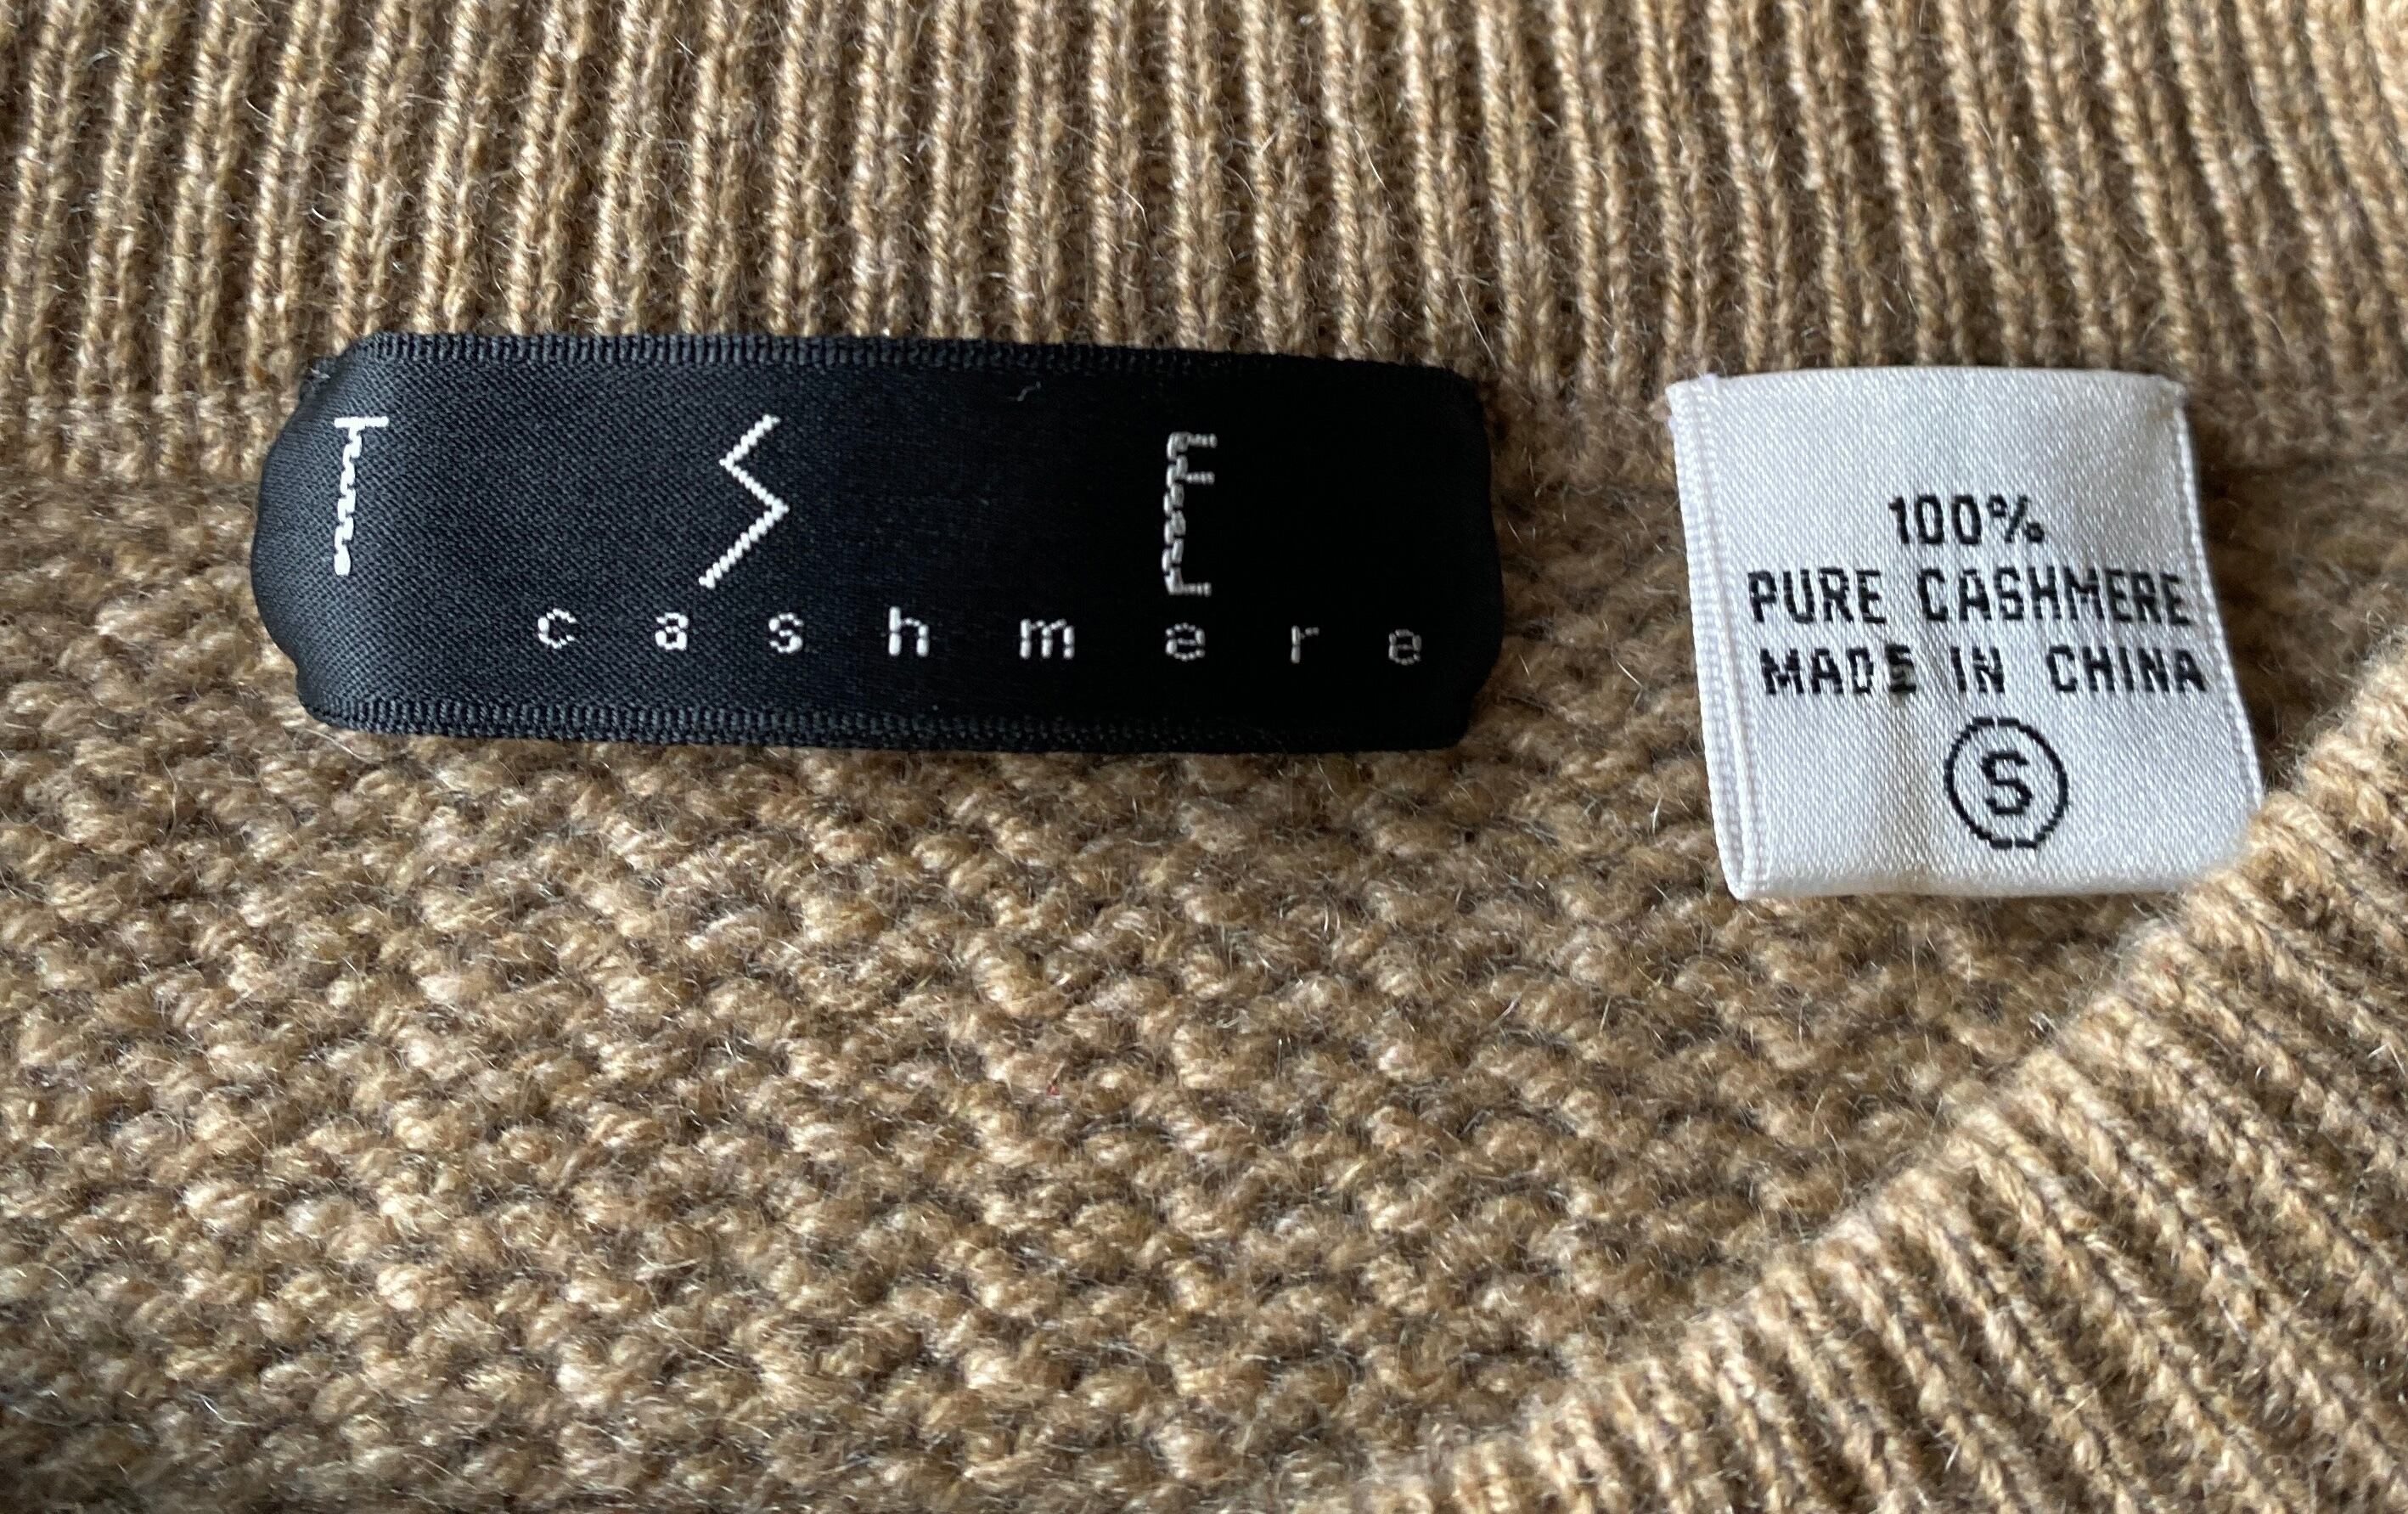 T S E
cashmere
100%
PURE CASHMERE
MADE IN CHINA
S